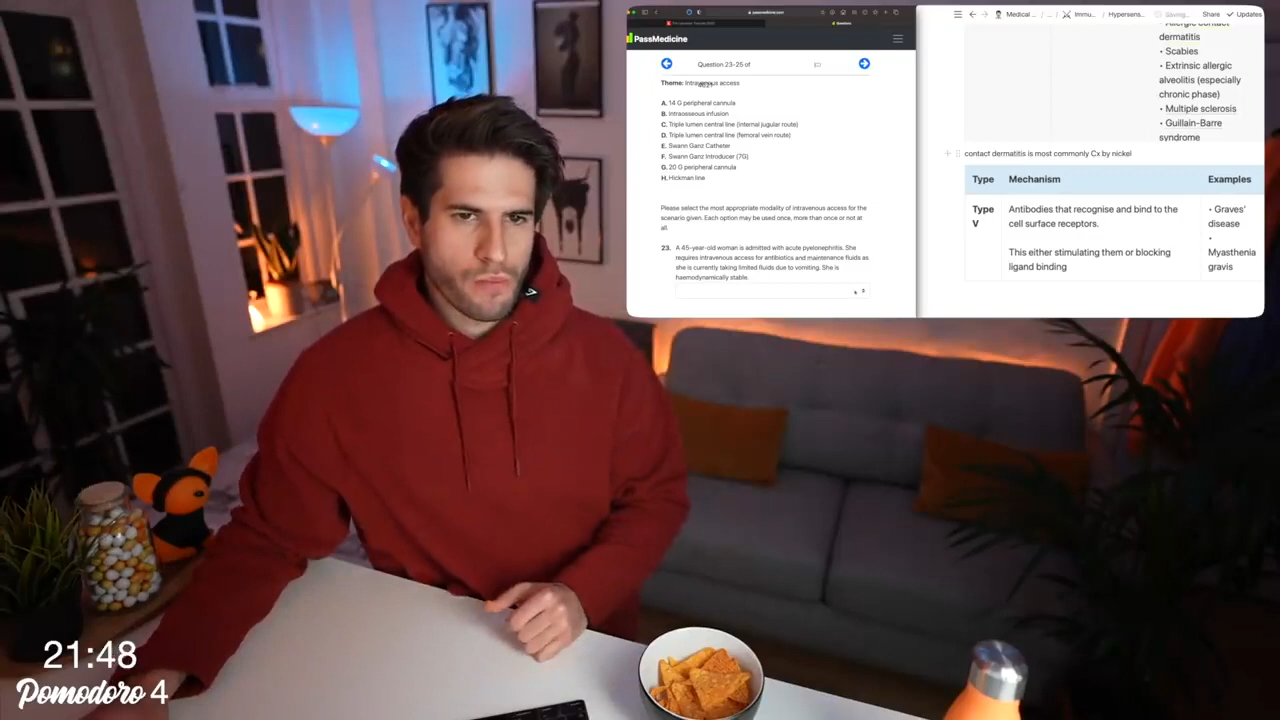 passmedicine.com
Questions
PassMedicine
Question 23-25 of
Theme: Intravenous access
A. 14 G peripheral cannula
B. Intraosseous infusion
C. Triple lumen central line (internal jugular route)
D. Triple lumen central line (femoral vein route)
E. Swann Ganz Catheter
F. Swann Ganz Introducer (7G)
G. 20 G peripheral cannula
H. Hickman line
Please select the most appropriate modality of intravenous access for the
scenario given. Each option may be used once, more than once or not at
all.
23. A 45-year-old woman is admitted with acute pyelonephritis. She
requires intravenous access for antibiotics and maintenance fluids as
she is currently taking limited fluids due to vomiting. She is
haemodynamically stable.
Medical ... / ... / Immu... / Hypersens... Saving... Share Updates
Allergic contact
dermatitis
• Scabies
• Extrinsic allergic
alveolitis (especially
chronic phase)
• Multiple sclerosis
• Guillain-Barre
syndrome
contact dermatitis is most commonly Cx by nickel
Type Mechanism Examples
Type
V
Antibodies that recognise and bind to the
cell surface receptors.
This either stimulating them or blocking
ligand binding
• Graves'
disease
•
Myasthenia
gravis
21:48
Pomodoro 4